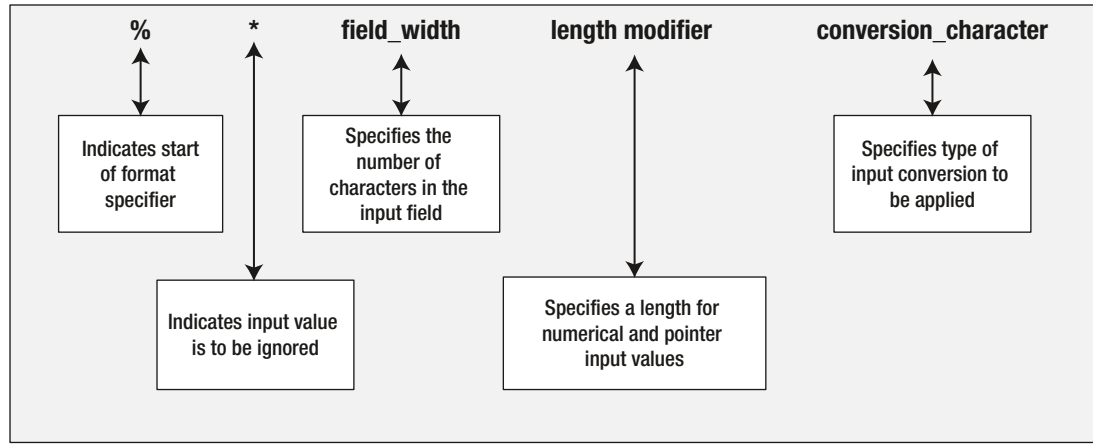 % * field_width length modifier conversion_character
Indicates start
of format
specifier
Specifies the
number of
characters in the
input field
Specifies type of
input conversion to
be applied
Indicates input value
is to be ignored
Specifies a length for
numerical and pointer
input values